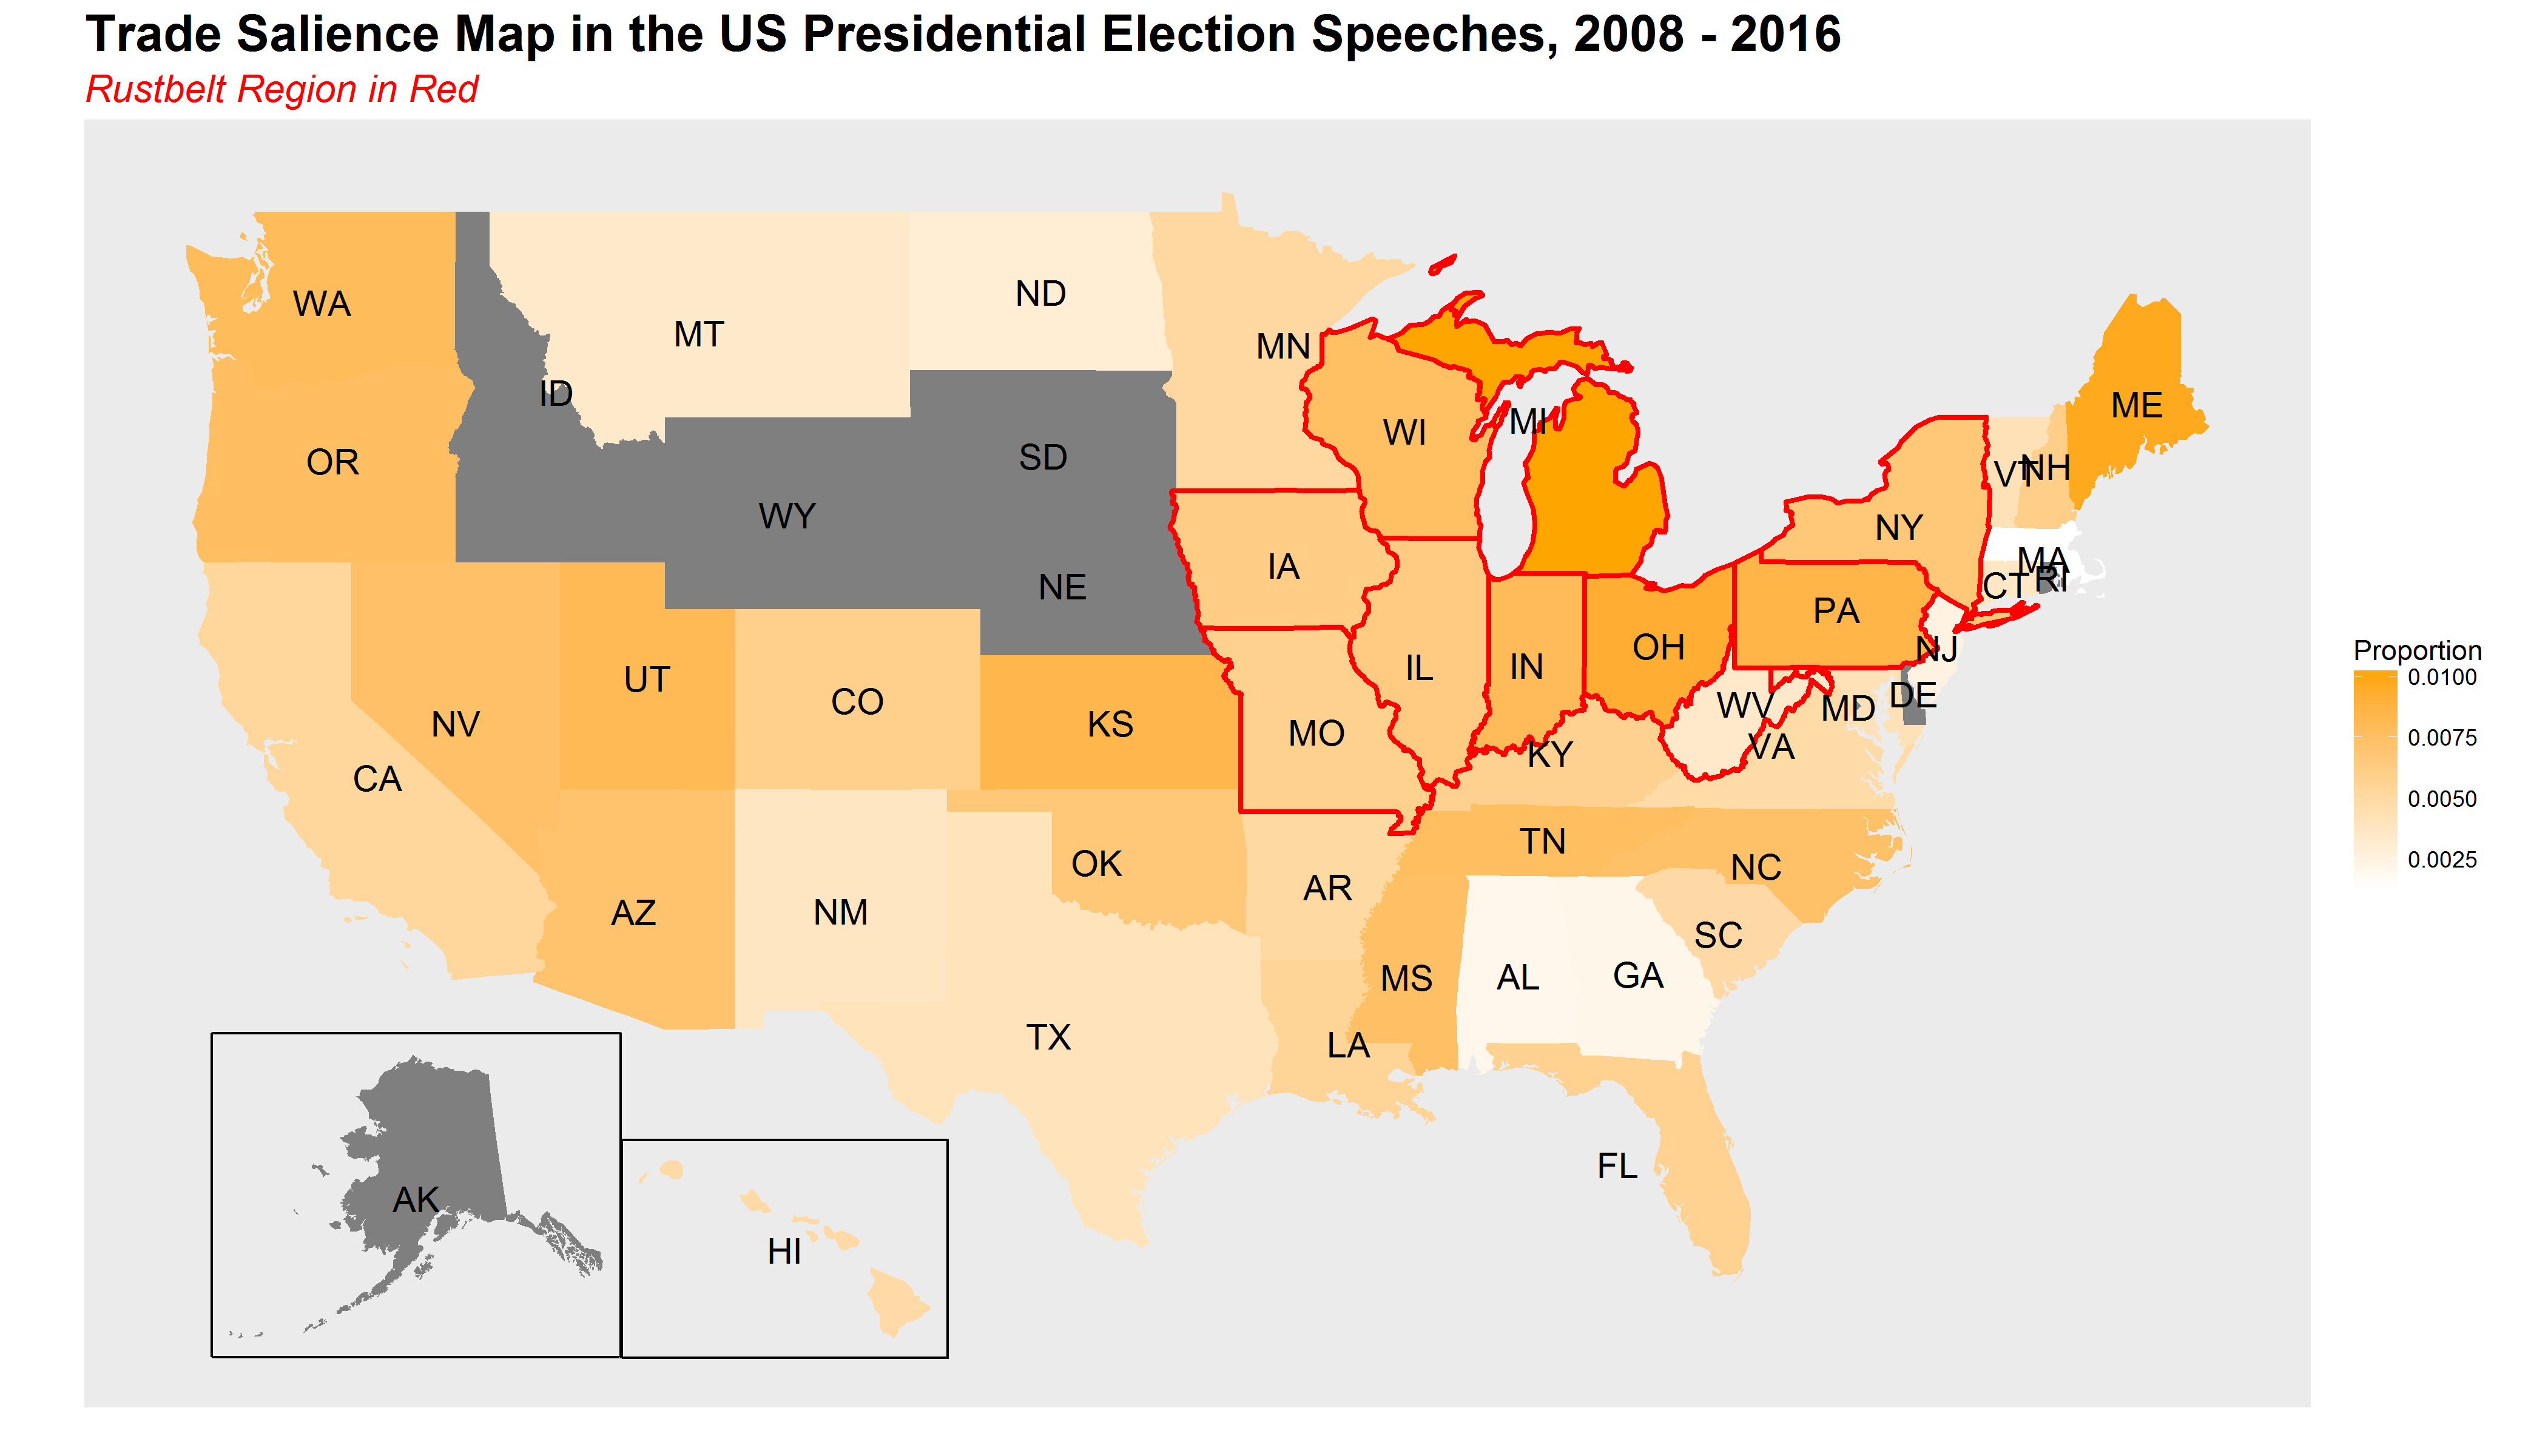 Trade Salience Map in the US Presidential Election Speeches, 2008 - 2016
Rustbelt Region in Red
WA
MT
ND
MN
ID
OR
WY
SD
NE
WI
MI
ME
VT
NH
NY
MA
CT
RI
IA
PA
NJ
OH
IN
IL
MO
UT
CO
KS
NV
CA
WV
MD
DE
VA
KY
TN
NC
OK
AR
AZ
NM
SC
MS
AL
GA
LA
TX
FL
AK
HI
Proportion
0.0100
0.0075
0.0050
0.0025